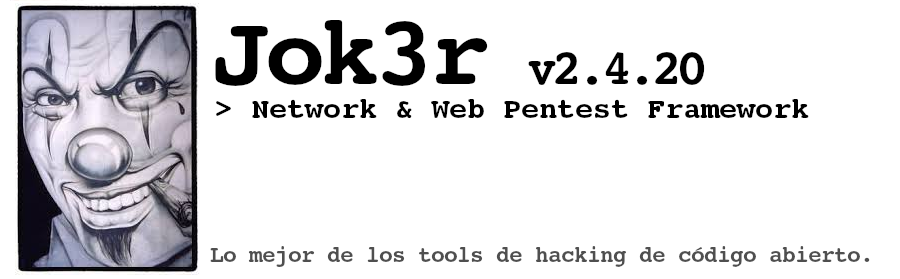 Jok3r v2.4.20
> Network & Web Pentest Framework
Lo mejor de los tools de hacking de código abierto.